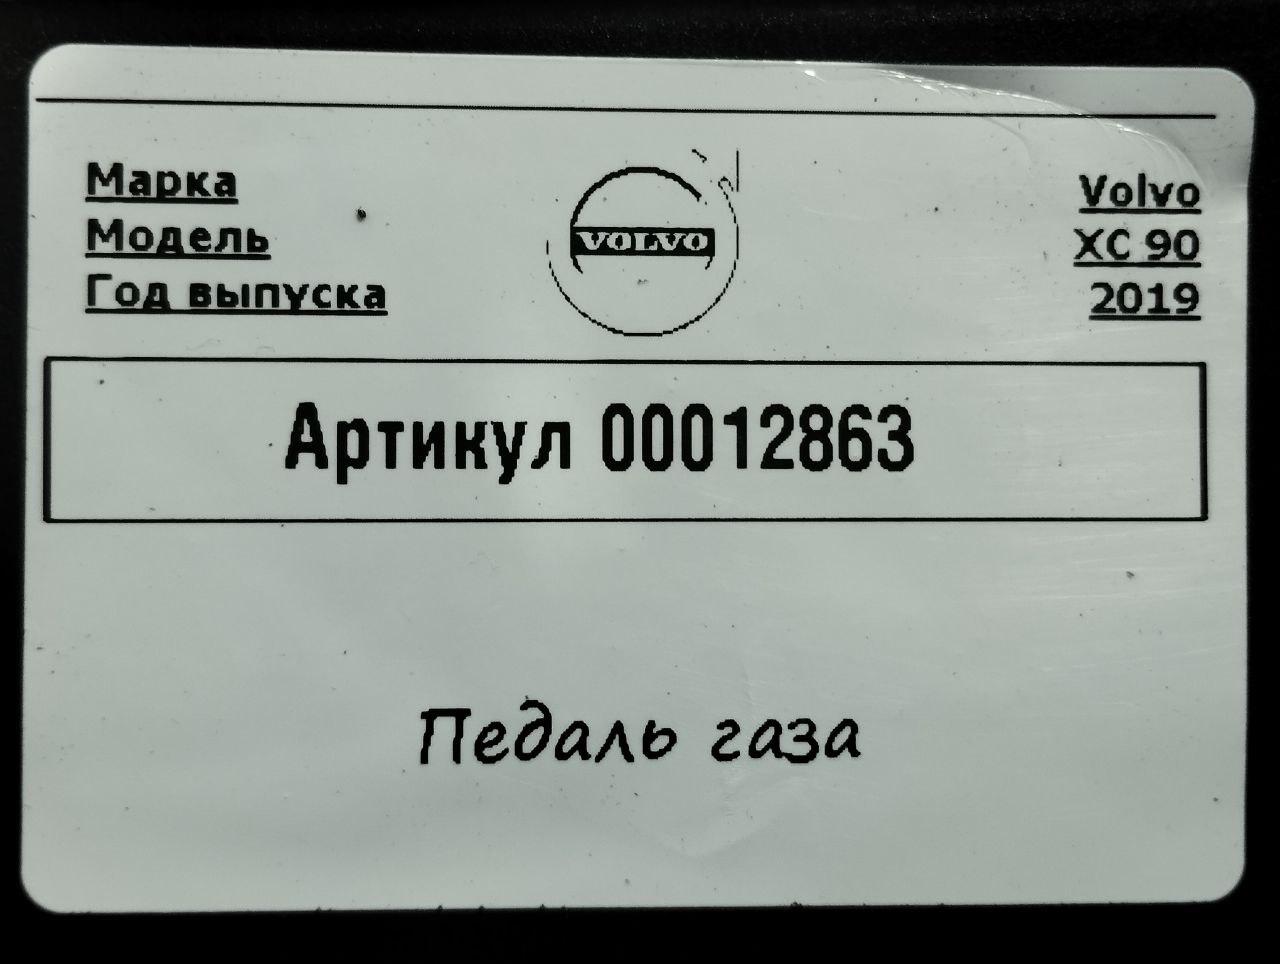 Марка Volvo
Модель XC 90
Год выпуска 2019
VOLVO
Артикул 00012863
Педаль газа